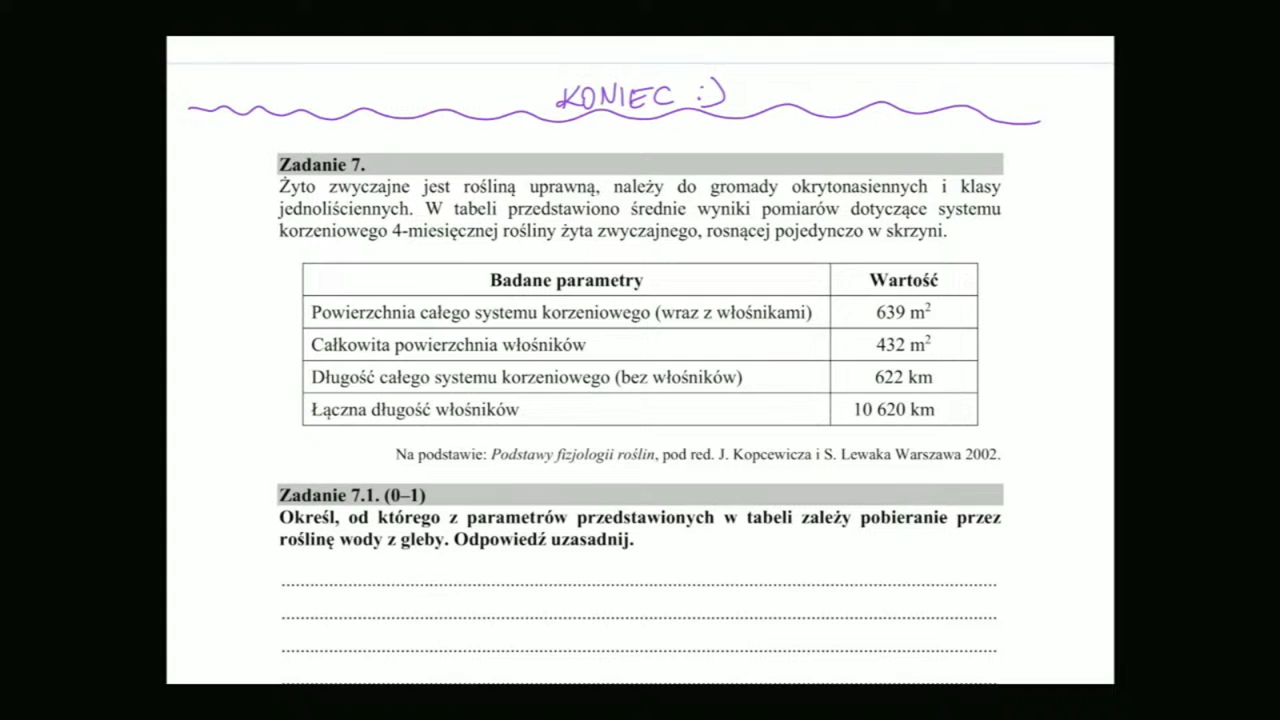 KONIEC :)
Zadanie 7.
Żyto zwyczajne jest rośliną uprawną, należy do gromady okrytonasiennych i klasy
jednoliściennych. W tabeli przedstawiono średnie wyniki pomiarów dotyczące systemu
korzeniowego 4-miesięcznej rośliny żyta zwyczajnego, rosnącej pojedynczo w skrzyni.
Badane parametry Wartość
Powierzchnia całego systemu korzeniowego (wraz z włośnikami) 639 m²
Całkowita powierzchnia włośników 432 m²
Długość całego systemu korzeniowego (bez włośników) 622 km
Łączna długość włośników 10 620 km
Na podstawie: Podstawy fizjologii roślin, pod red. J. Kopcewicza i S. Lewaka Warszawa 2002.
Zadanie 7.1. (0–1)
Określ, od którego z parametrów przedstawionych w tabeli zależy pobieranie przez
roślinę wody z gleby. Odpowiedź uzasadnij.